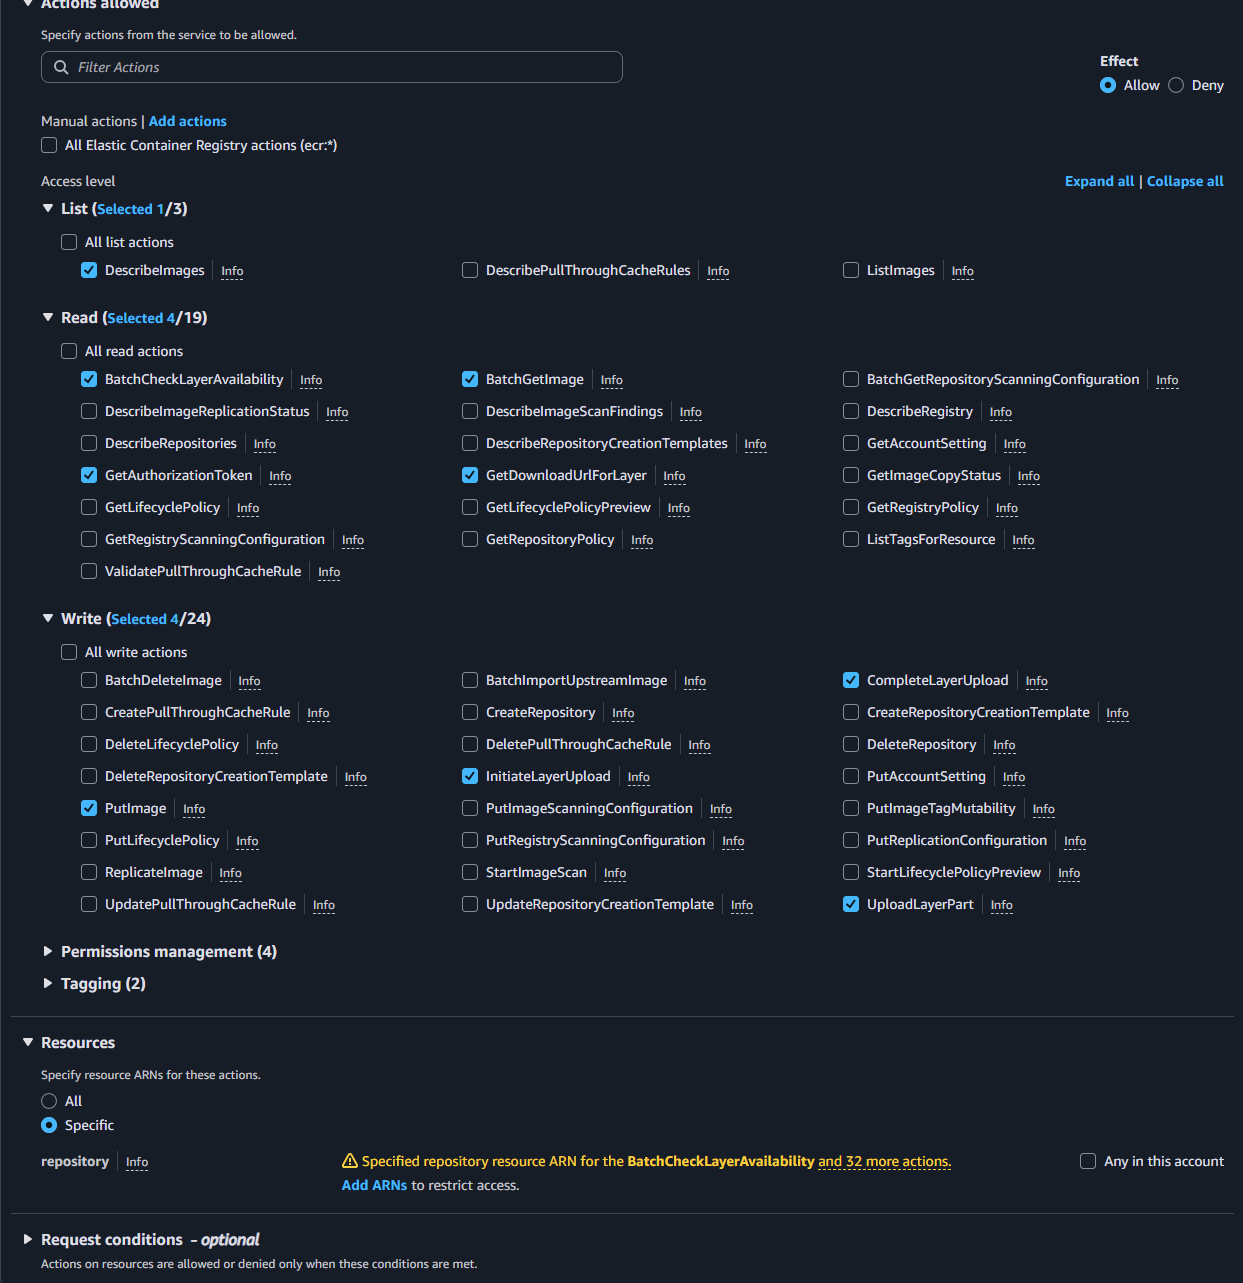 Actions allowed
Specify actions from the service to be allowed.
Filter Actions
Effect
Allow Deny
Manual actions | Add actions
All Elastic Container Registry actions (ecr:*)
Access level
Expand all | Collapse all
List (Selected 1/3)
All list actions
DescribeImages Info DescribePullThroughCacheRules Info ListImages Info
Read (Selected 4/19)
All read actions
BatchCheckLayerAvailability Info BatchGetImage Info BatchGetRepositoryScanningConfiguration Info
DescribeImageReplicationStatus Info DescribeImageScanFindings Info DescribeRegistry Info
DescribeRepositories Info DescribeRepositoryCreationTemplates Info GetAccountSetting Info
GetAuthorizationToken Info GetDownloadUrlForLayer Info GetImageCopyStatus Info
GetLifecyclePolicy Info GetLifecyclePolicyPreview Info GetRegistryPolicy Info
GetRegistryScanningConfiguration Info GetRepositoryPolicy Info ListTagsForResource Info
ValidatePullThroughCacheRule Info
Write (Selected 4/24)
All write actions
BatchDeleteImage Info BatchImportUpstreamImage Info CompleteLayerUpload Info
CreatePullThroughCacheRule Info CreateRepository Info CreateRepositoryCreationTemplate Info
DeleteLifecyclePolicy Info DeletePullThroughCacheRule Info DeleteRepository Info
DeleteRepositoryCreationTemplate Info InitiateLayerUpload Info PutAccountSetting Info
PutImage Info PutImageScanningConfiguration Info PutImageTagMutability Info
PutLifecyclePolicy Info PutRegistryScanningConfiguration Info PutReplicationConfiguration Info
ReplicateImage Info StartImageScan Info StartLifecyclePolicyPreview Info
UpdatePullThroughCacheRule Info UpdateRepositoryCreationTemplate Info UploadLayerPart Info
Permissions management (4)
Tagging (2)
Resources
Specify resource ARNs for these actions.
All
Specific
repository Info Specified repository resource ARN for the BatchCheckLayerAvailability and 32 more actions. Any in this account
Add ARNs to restrict access.
Request conditions - optional
Actions on resources are allowed or denied only when these conditions are met.